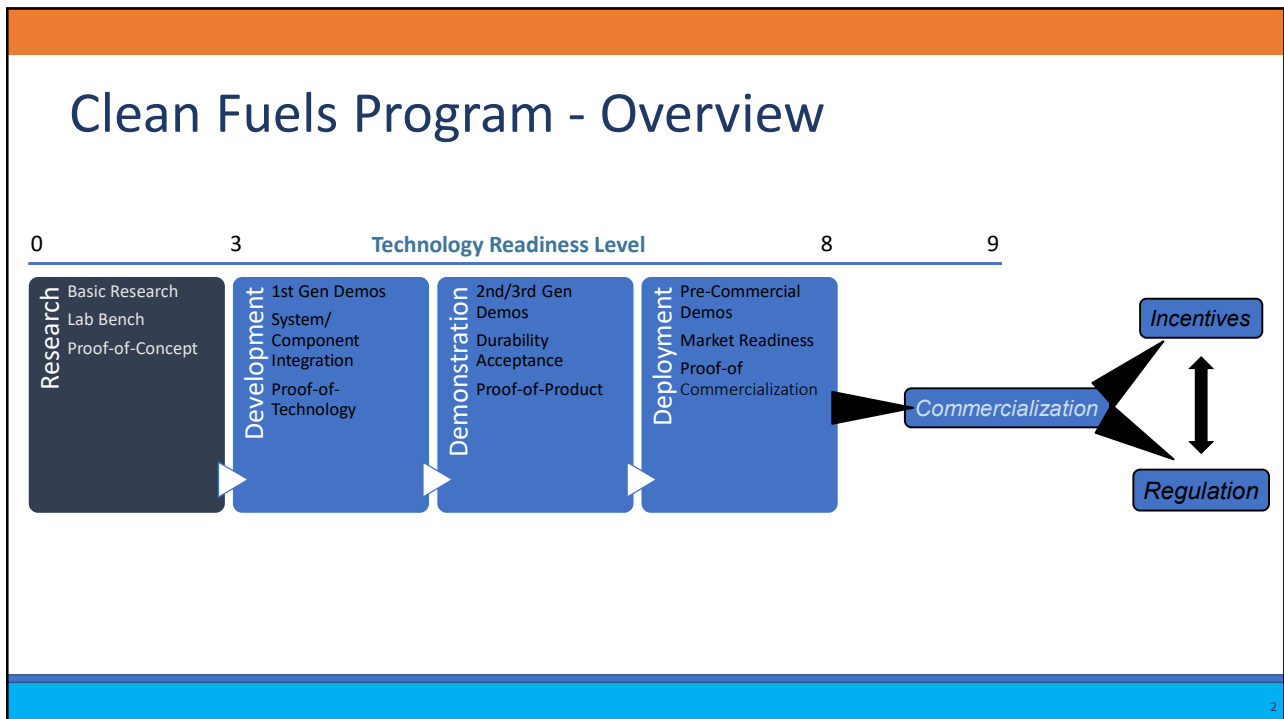 Clean Fuels Program - Overview
0 3 Technology Readiness Level 8 9
Research
Basic Research
Lab Bench
Proof-of-Concept
Development
1st Gen Demos
System/
Component
Integration
Proof-of-
Technology
Demonstration
2nd/3rd Gen
Demos
Durability
Acceptance
Proof-of-Product
Deployment
Pre-Commercial
Demos
Market Readiness
Proof-of
Commercialization
Commercialization
Incentives
Regulation
2